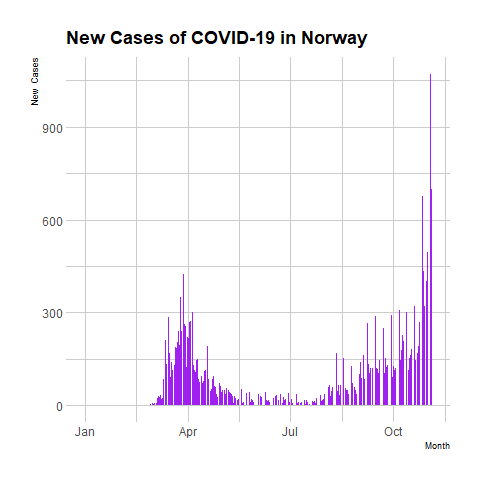 New Cases of COVID-19 in Norway
New Cases
900
600
300
0
Jan Apr Jul Oct
Month